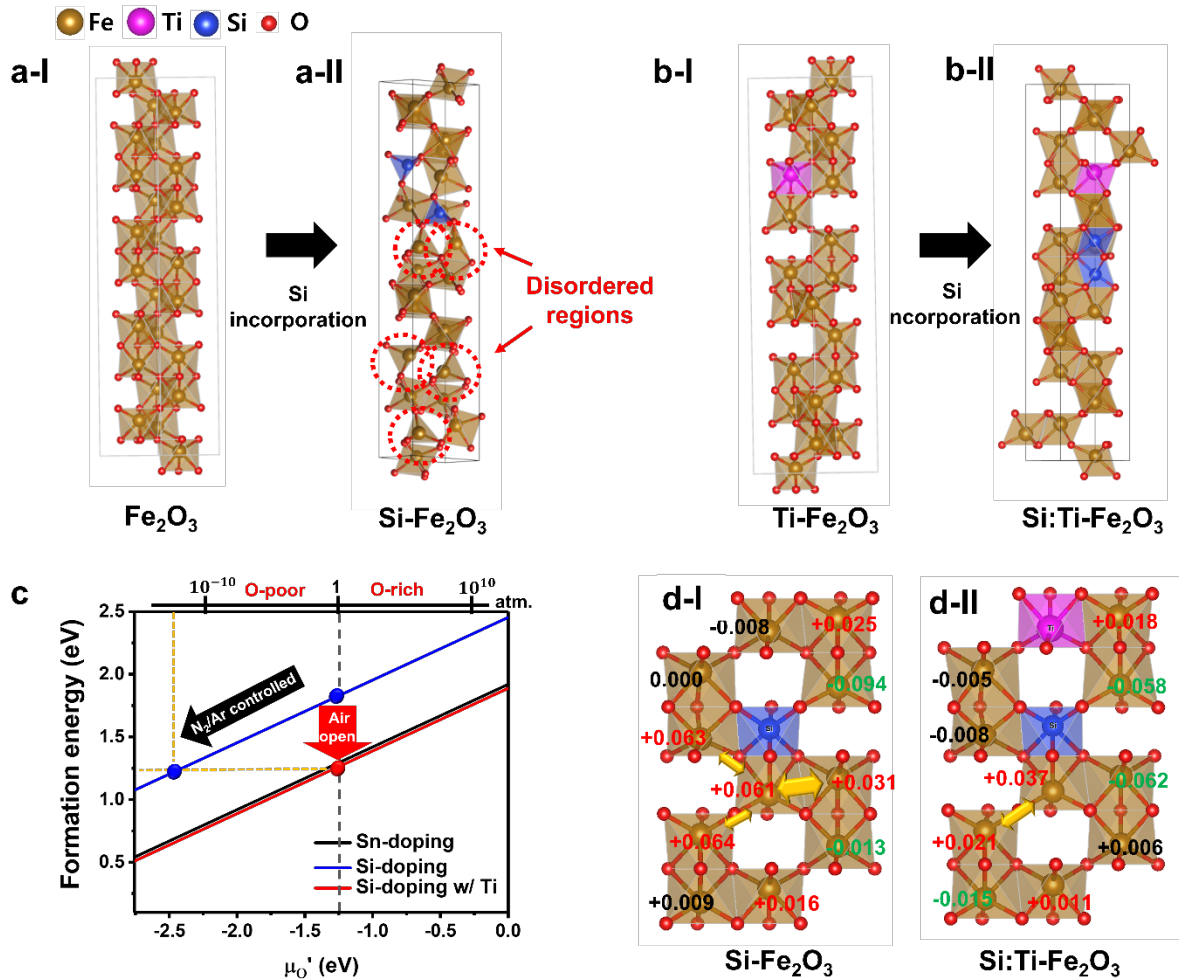 Fe Ti Si O
a-I
a-II
b-I
b-II
Si
incorporation
Disordered
regions
Si
ncorporation
Fe₂O₃
Si-Fe₂O₃
Ti-Fe₂O₃
Si:Ti-Fe₂O₃
c
10⁻¹⁰ O-poor 1 O-rich 10¹⁰ atm.
Formation energy (eV)
2.5
2.0
1.5
1.0
0.5
N₂/Ar controlled
Air
open
Sn-doping
Si-doping
Si-doping w/ Ti
-2.5 -2.0 -1.5 -1.0 -0.5 0.0
μO' (eV)
d-I
-0.008 +0.025
0.000 -0.094
Si
+0.063
+0.061 +0.031
+0.064 -0.013
+0.009 +0.016
Si-Fe₂O₃
d-II
Ti
+0.018
-0.005 -0.058
-0.008 Si
+0.037 -0.062
+0.021 +0.006
-0.015 +0.011
Si:Ti-Fe₂O₃